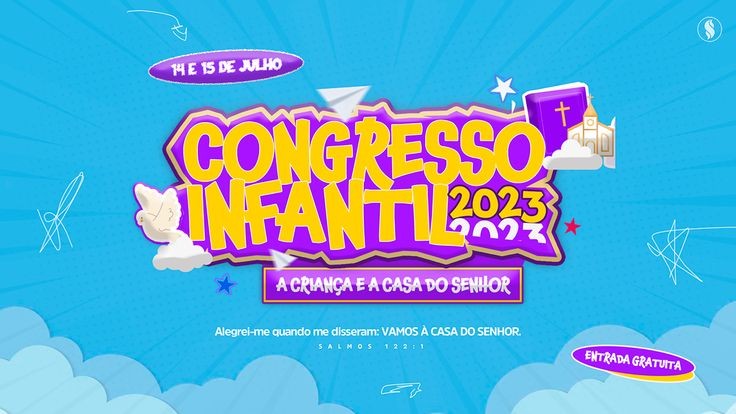 14 E 15 DE JULHO
CONGRESSO
INFANTIL 2023
2023
A CRIANÇA E A CASA DO SENHOR
Alegrei-me quando me disseram: VAMOS À CASA DO SENHOR.
SALMOS 122:1
ENTRADA GRATUITA